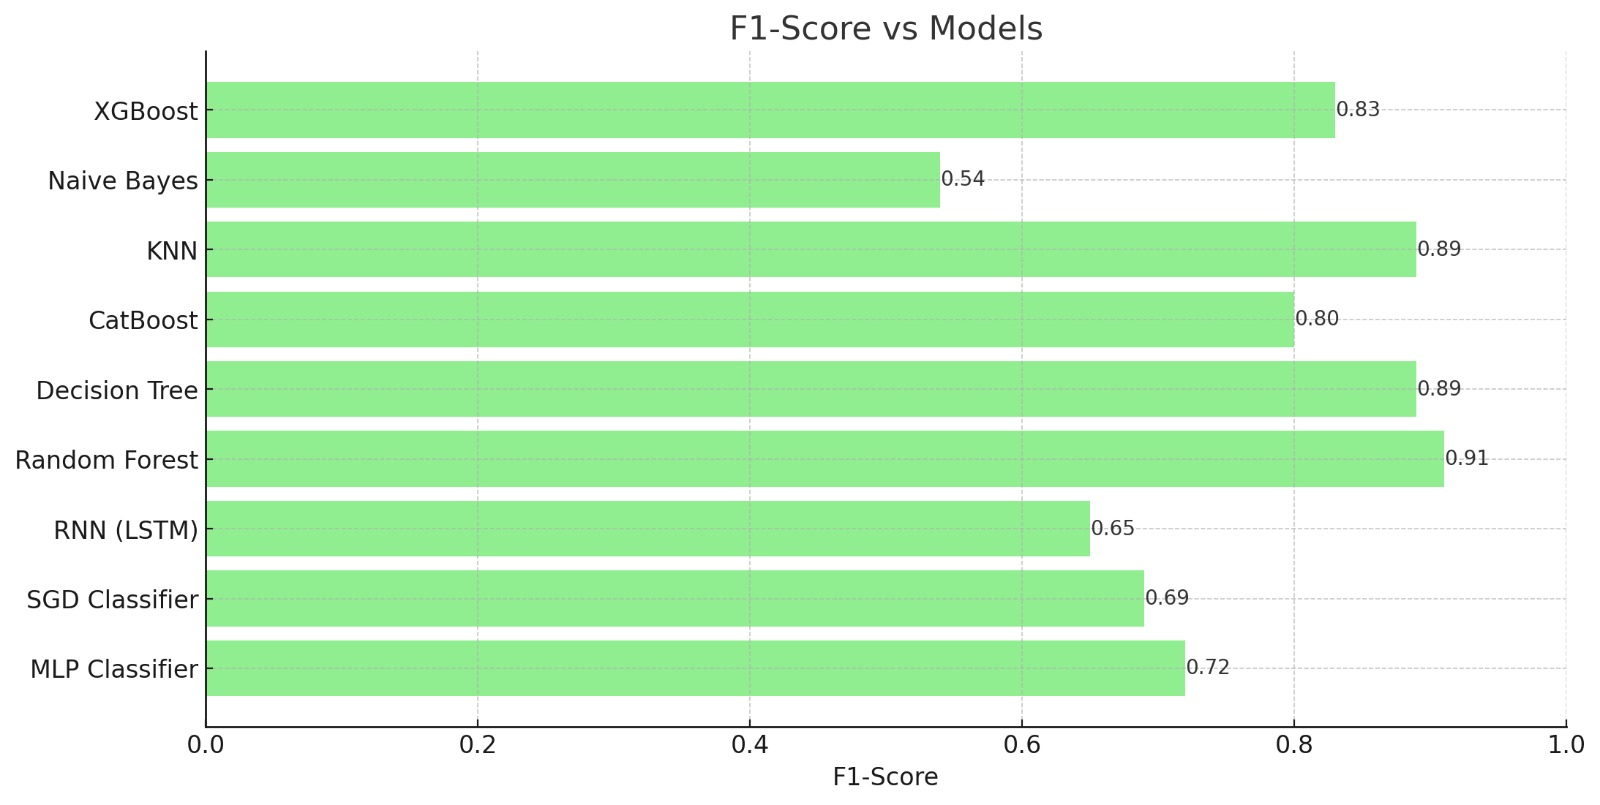 F1-Score vs Models
XGBoost 0.83
Naive Bayes 0.54
KNN 0.89
CatBoost 0.80
Decision Tree 0.89
Random Forest 0.91
RNN (LSTM) 0.65
SGD Classifier 0.69
MLP Classifier 0.72
0.0 0.2 0.4 0.6 0.8 1.0
F1-Score